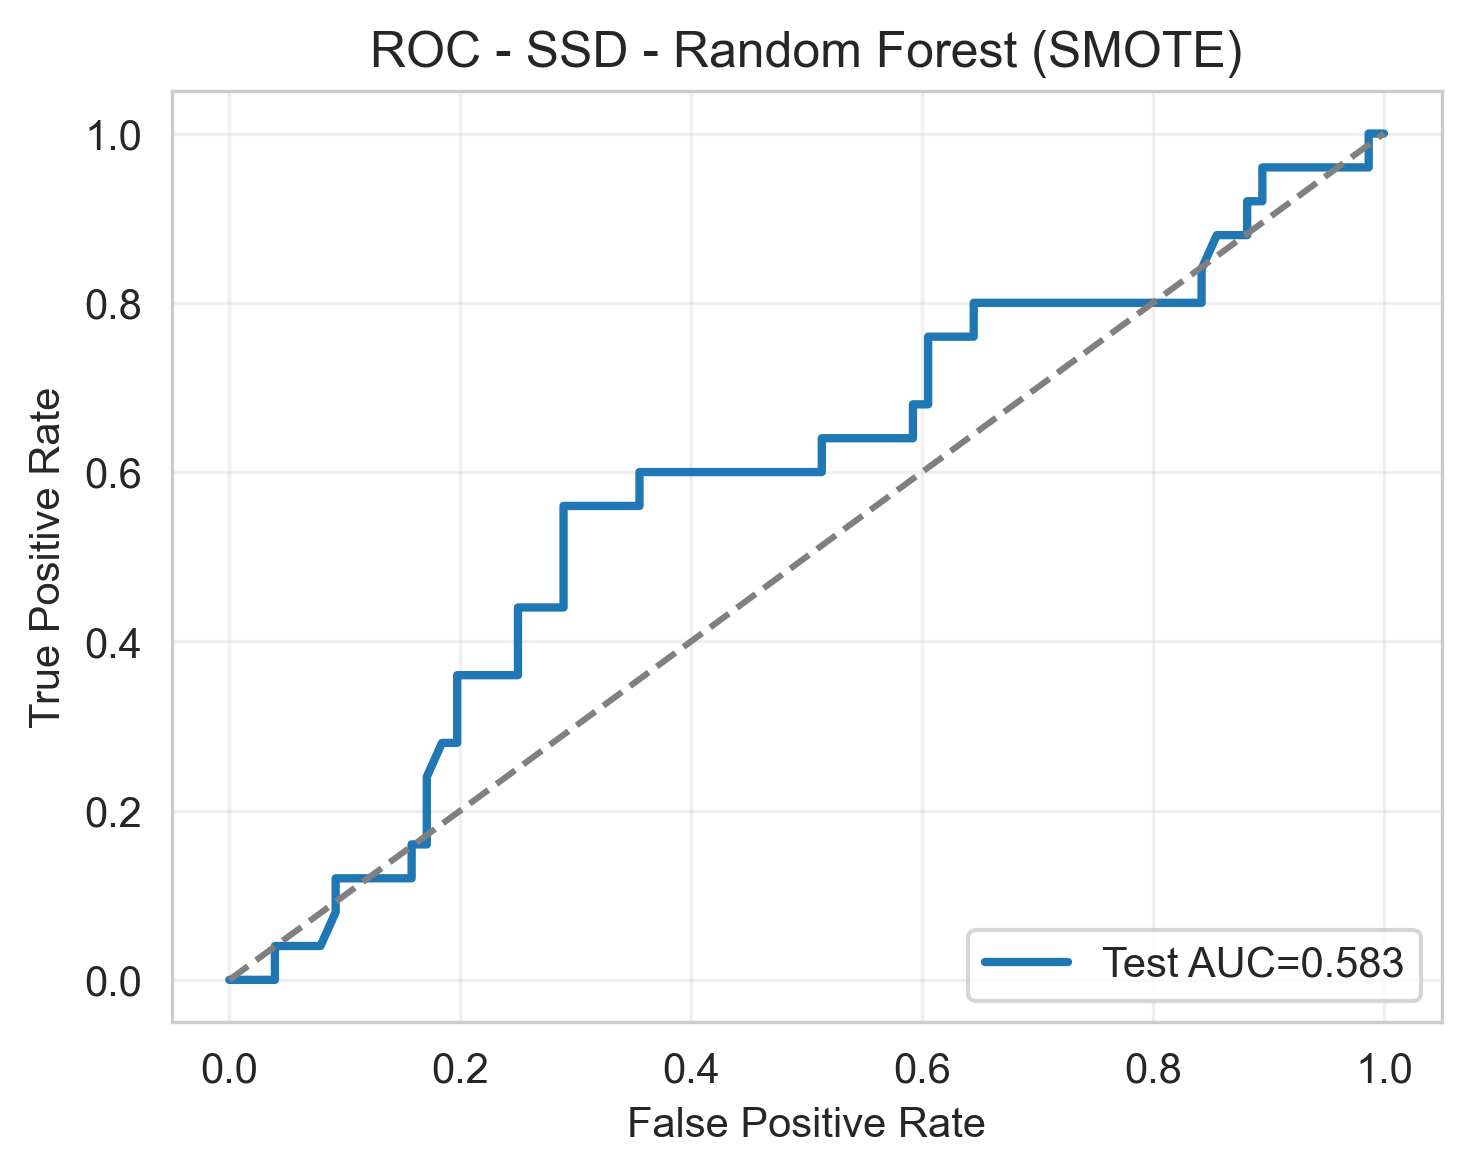 ROC - SSD - Random Forest (SMOTE)
1.0
0.8
0.6
0.4
0.2
0.0
True Positive Rate
Test AUC=0.583
0.0 0.2 0.4 0.6 0.8 1.0
False Positive Rate